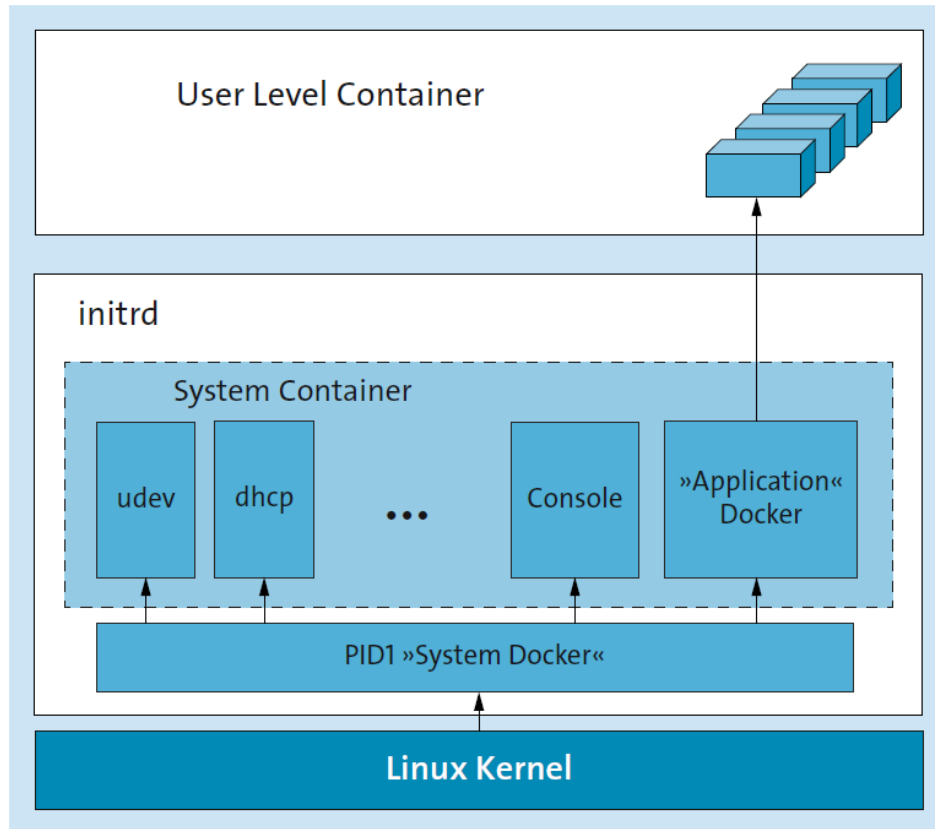 User Level Container
initrd
System Container
udev
dhcp
...
Console
»Application«
Docker
PID1 »System Docker«
Linux Kernel